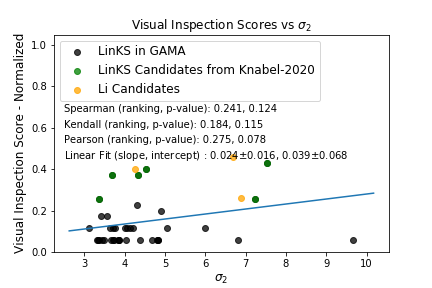 Visual Inspection Scores vs σ2
Visual Inspection Score - Normalized
1.0
0.8
0.6
0.4
0.2
0.0
LinKS in GAMA
LinKS Candidates from Knabel-2020
Li Candidates
Spearman (ranking, p-value): 0.241, 0.124
Kendall (ranking, p-value): 0.184, 0.115
Pearson (ranking, p-value): 0.275, 0.078
Linear Fit (slope, intercept) : 0.024±0.016, 0.039±0.068
3 4 5 6 7 8 9 10
σ2